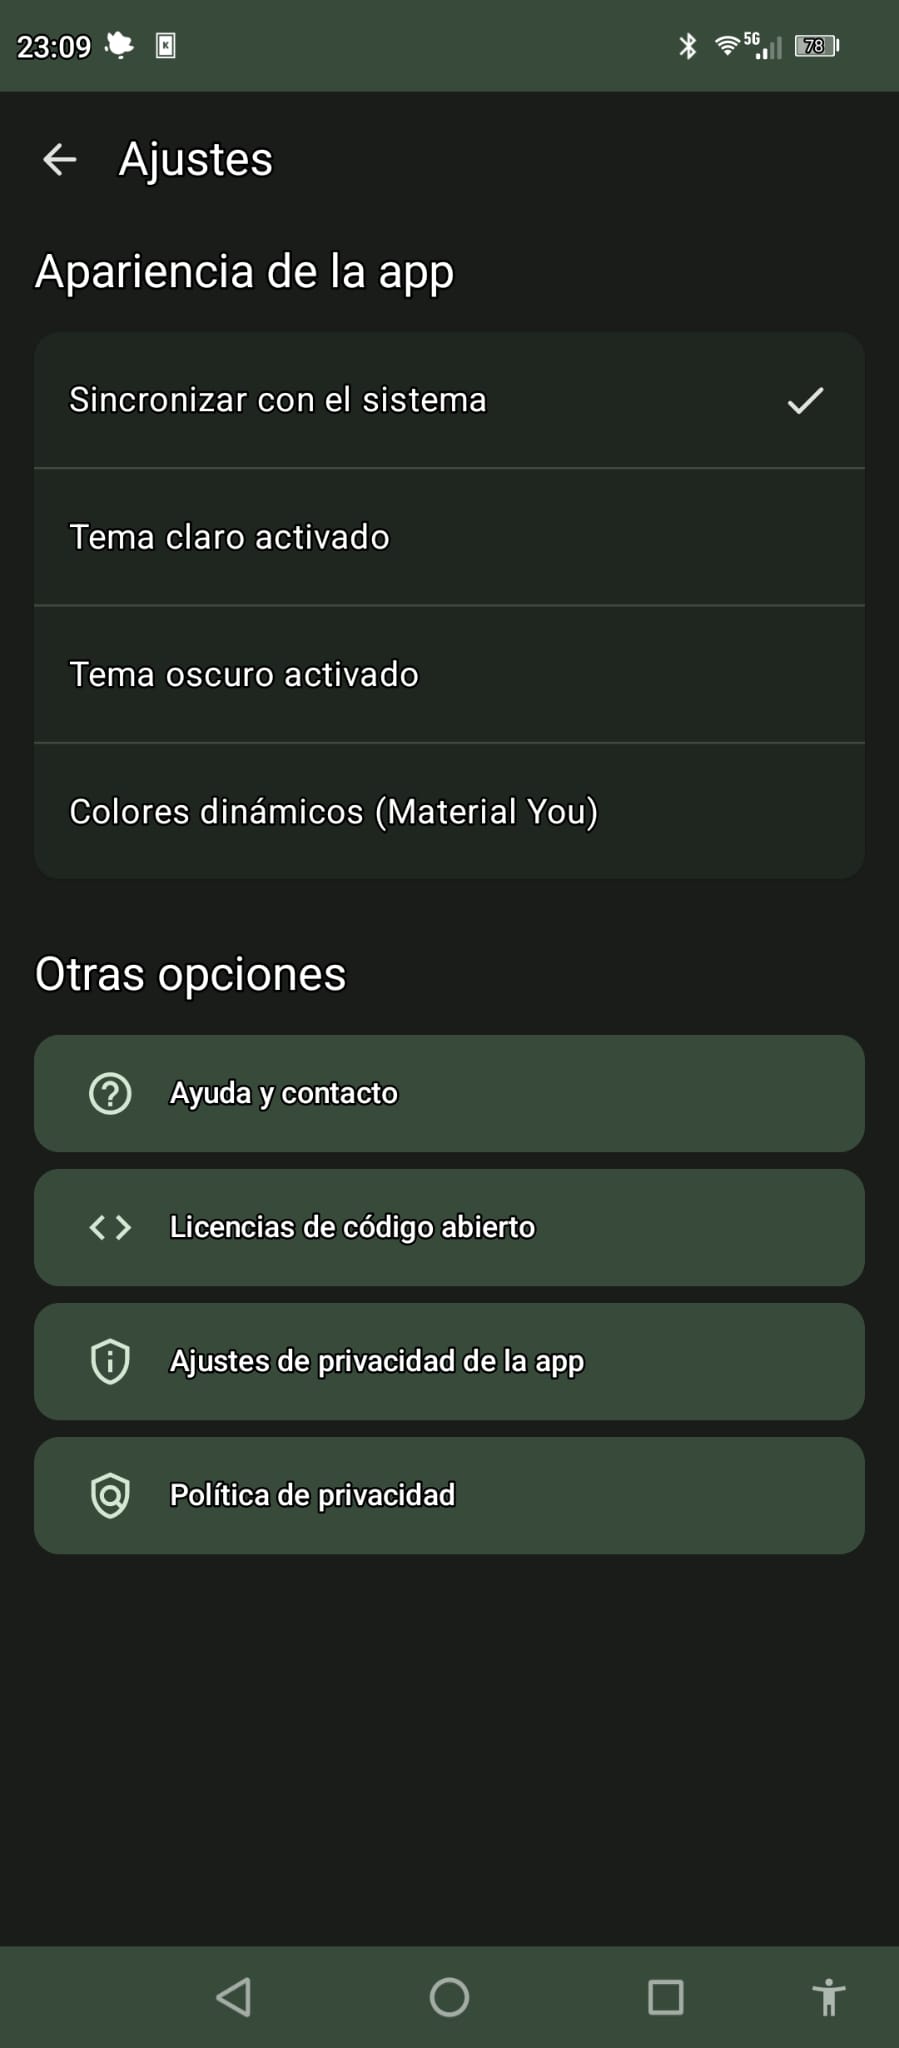 23:09 K 5G 78
Ajustes
Apariencia de la app
Sincronizar con el sistema
Tema claro activado
Tema oscuro activado
Colores dinámicos (Material You)
Otras opciones
Ayuda y contacto
Licencias de código abierto
Ajustes de privacidad de la app
Política de privacidad